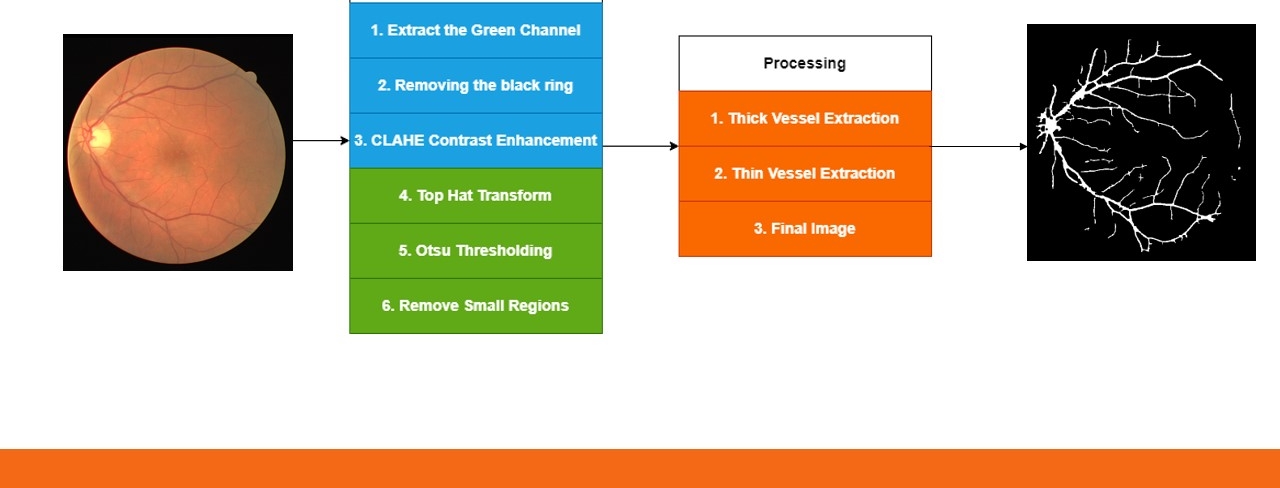 1. Extract the Green Channel
2. Removing the black ring
3. CLAHE Contrast Enhancement
4. Top Hat Transform
5. Otsu Thresholding
6. Remove Small Regions
Processing
1. Thick Vessel Extraction
2. Thin Vessel Extraction
3. Final Image